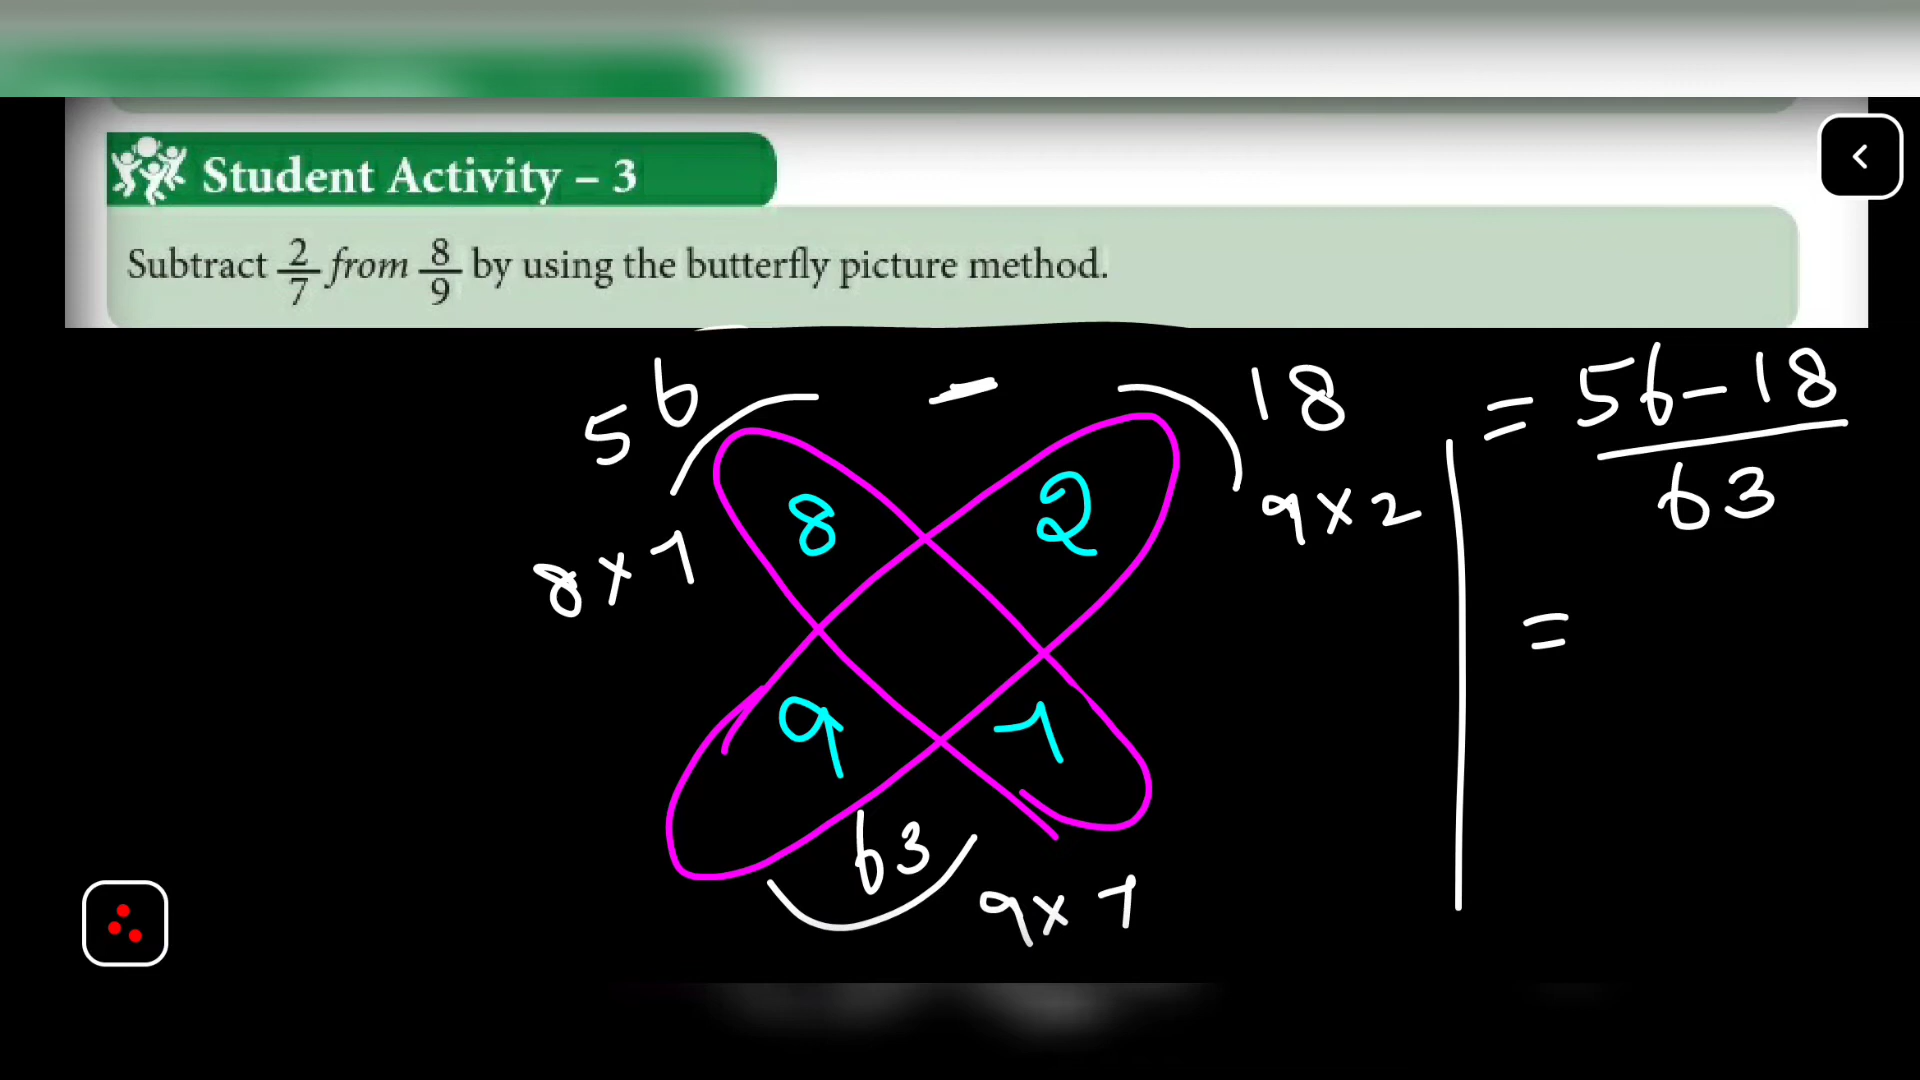 Student Activity – 3
Subtract 2/7 from 8/9 by using the butterfly picture method.
56 - 18
8 2
8 x 7
9 x 2
9 7
63
9 x 7
= 56 - 18
63
=